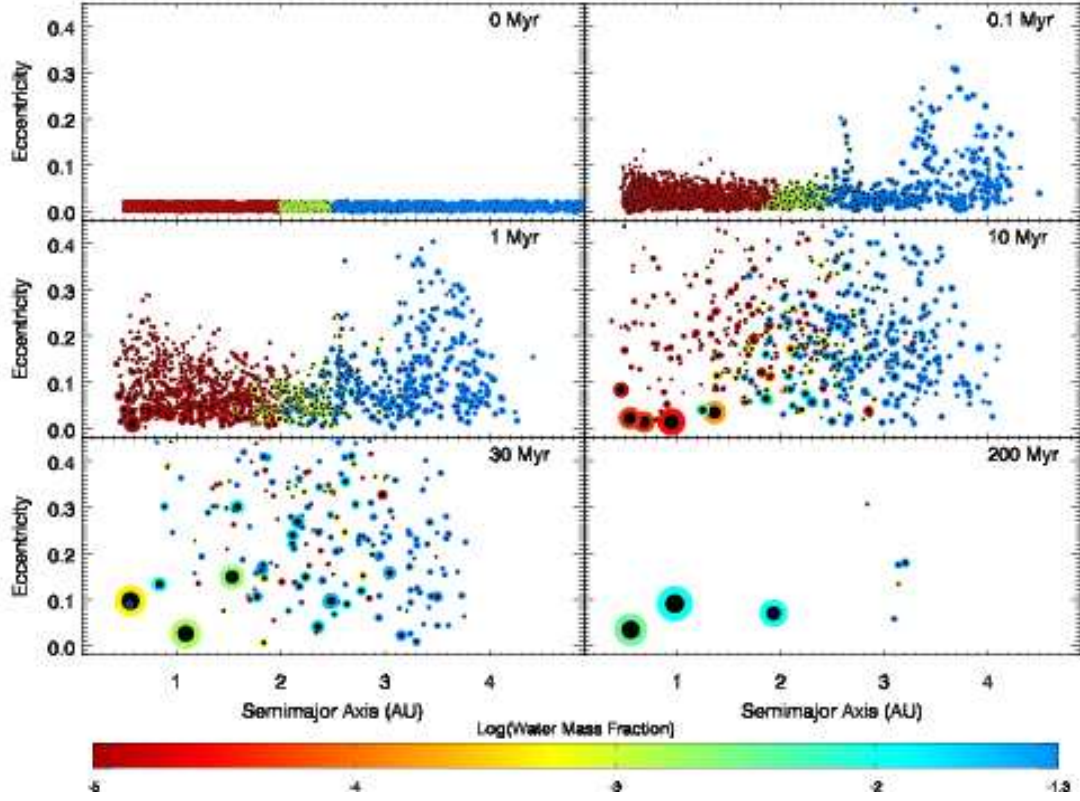 0 Myr
0.1 Myr
0.4
0.3
0.2
0.1
0.0
Eccentricity
1 Myr
10 Myr
0.4
0.3
0.2
0.1
0.0
Eccentricity
30 Myr
200 Myr
0.4
0.3
0.2
0.1
0.0
Eccentricity
1 2 3 4
1 2 3 4
Semimajor Axis (AU)
Semimajor Axis (AU)
Log(Water Mass Fraction)
-5 -4 -3 -2 -1.3